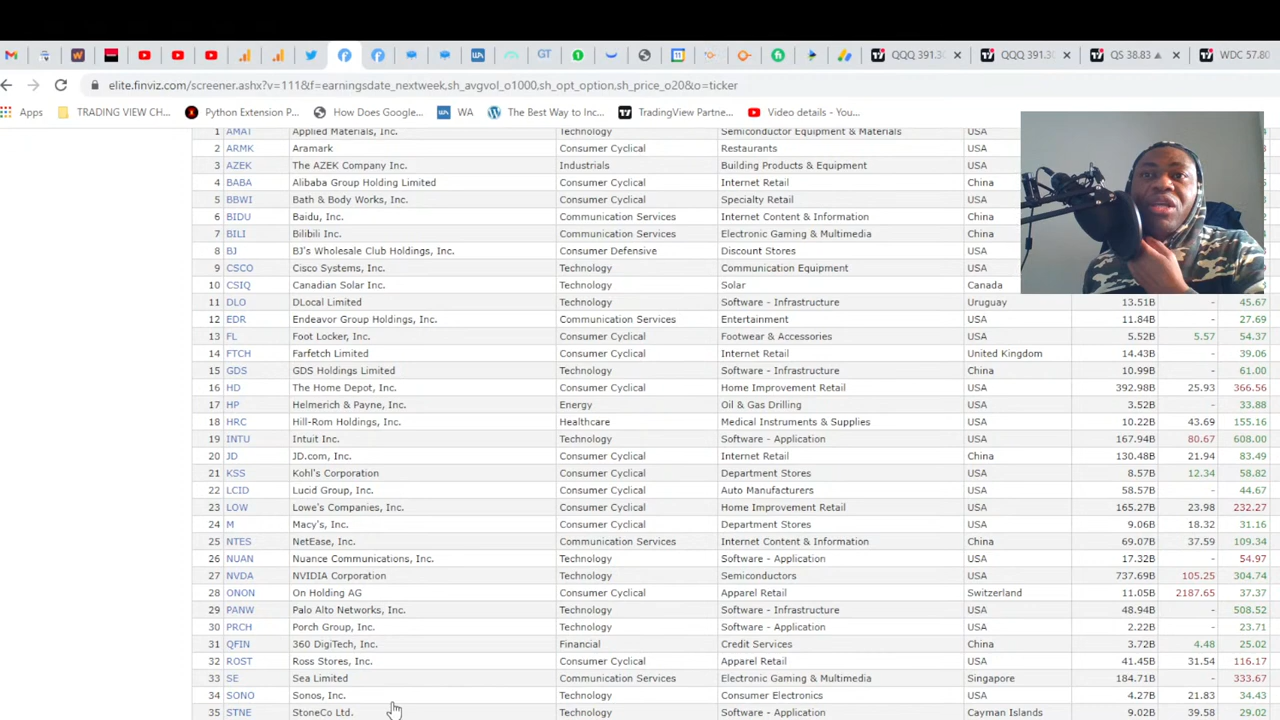 GT
QQQ 391.30 ×
QQQ 391.30 ×
QS 38.83 ▲ ×
WDC 57.80
elite.finviz.com/screener.ashx?v=111&f=earningsdate_nextweek,sh_avgvol_o1000,sh_opt_option,sh_price_o20&o=ticker
Apps TRADING VIEW CH... Python Extension P... How Does Google... WA The Best Way to Inc... TradingView Partne... Video details - You...
1 AMAT Applied Materials, Inc. Technology Semiconductor Equipment & Materials USA
2 ARMK Aramark Consumer Cyclical Restaurants USA
3 AZEK The AZEK Company Inc. Industrials Building Products & Equipment USA
4 BABA Alibaba Group Holding Limited Consumer Cyclical Internet Retail China
5 BBWI Bath & Body Works, Inc. Consumer Cyclical Specialty Retail USA
6 BIDU Baidu, Inc. Communication Services Internet Content & Information China
7 BILI Bilibili Inc. Communication Services Electronic Gaming & Multimedia China
8 BJ BJ's Wholesale Club Holdings, Inc. Consumer Defensive Discount Stores USA
9 CSCO Cisco Systems, Inc. Technology Communication Equipment USA
10 CSIQ Canadian Solar Inc. Technology Solar Canada
11 DLO DLocal Limited Technology Software - Infrastructure Uruguay 13.51B - 45.67
12 EDR Endeavor Group Holdings, Inc. Communication Services Entertainment USA 11.84B - 27.69
13 FL Foot Locker, Inc. Consumer Cyclical Footwear & Accessories USA 5.52B 5.57 54.37
14 FTCH Farfetch Limited Consumer Cyclical Internet Retail United Kingdom 14.43B - 39.06
15 GDS GDS Holdings Limited Technology Software - Infrastructure China 10.99B - 61.00
16 HD The Home Depot, Inc. Consumer Cyclical Home Improvement Retail USA 392.98B 25.93 366.56
17 HP Helmerich & Payne, Inc. Energy Oil & Gas Drilling USA 3.52B - 33.88
18 HRC Hill-Rom Holdings, Inc. Healthcare Medical Instruments & Supplies USA 10.22B 43.69 155.16
19 INTU Intuit Inc. Technology Software - Application USA 167.94B 80.67 608.00
20 JD JD.com, Inc. Consumer Cyclical Internet Retail China 130.48B 21.94 83.49
21 KSS Kohl's Corporation Consumer Cyclical Department Stores USA 8.57B 12.34 58.82
22 LCID Lucid Group, Inc. Consumer Cyclical Auto Manufacturers USA 58.57B - 44.67
23 LOW Lowe's Companies, Inc. Consumer Cyclical Home Improvement Retail USA 165.27B 23.98 232.27
24 M Macy's, Inc. Consumer Cyclical Department Stores USA 9.06B 18.32 31.16
25 NTES NetEase, Inc. Communication Services Internet Content & Information China 69.07B 37.59 109.34
26 NUAN Nuance Communications, Inc. Technology Software - Application USA 17.32B - 54.97
27 NVDA NVIDIA Corporation Technology Semiconductors USA 737.69B 105.25 304.74
28 ONON On Holding AG Consumer Cyclical Apparel Retail Switzerland 11.05B 2187.65 37.37
29 PANW Palo Alto Networks, Inc. Technology Software - Infrastructure USA 48.94B - 508.52
30 PRCH Porch Group, Inc. Technology Software - Application USA 2.22B - 23.71
31 QFIN 360 DigiTech, Inc. Financial Credit Services China 3.72B 4.48 25.02
32 ROST Ross Stores, Inc. Consumer Cyclical Apparel Retail USA 41.45B 31.54 116.17
33 SE Sea Limited Communication Services Electronic Gaming & Multimedia Singapore 184.71B - 333.67
34 SONO Sonos, Inc. Technology Consumer Electronics USA 4.27B 21.83 34.43
35 STNE StoneCo Ltd. Technology Software - Application Cayman Islands 9.02B 39.58 29.02